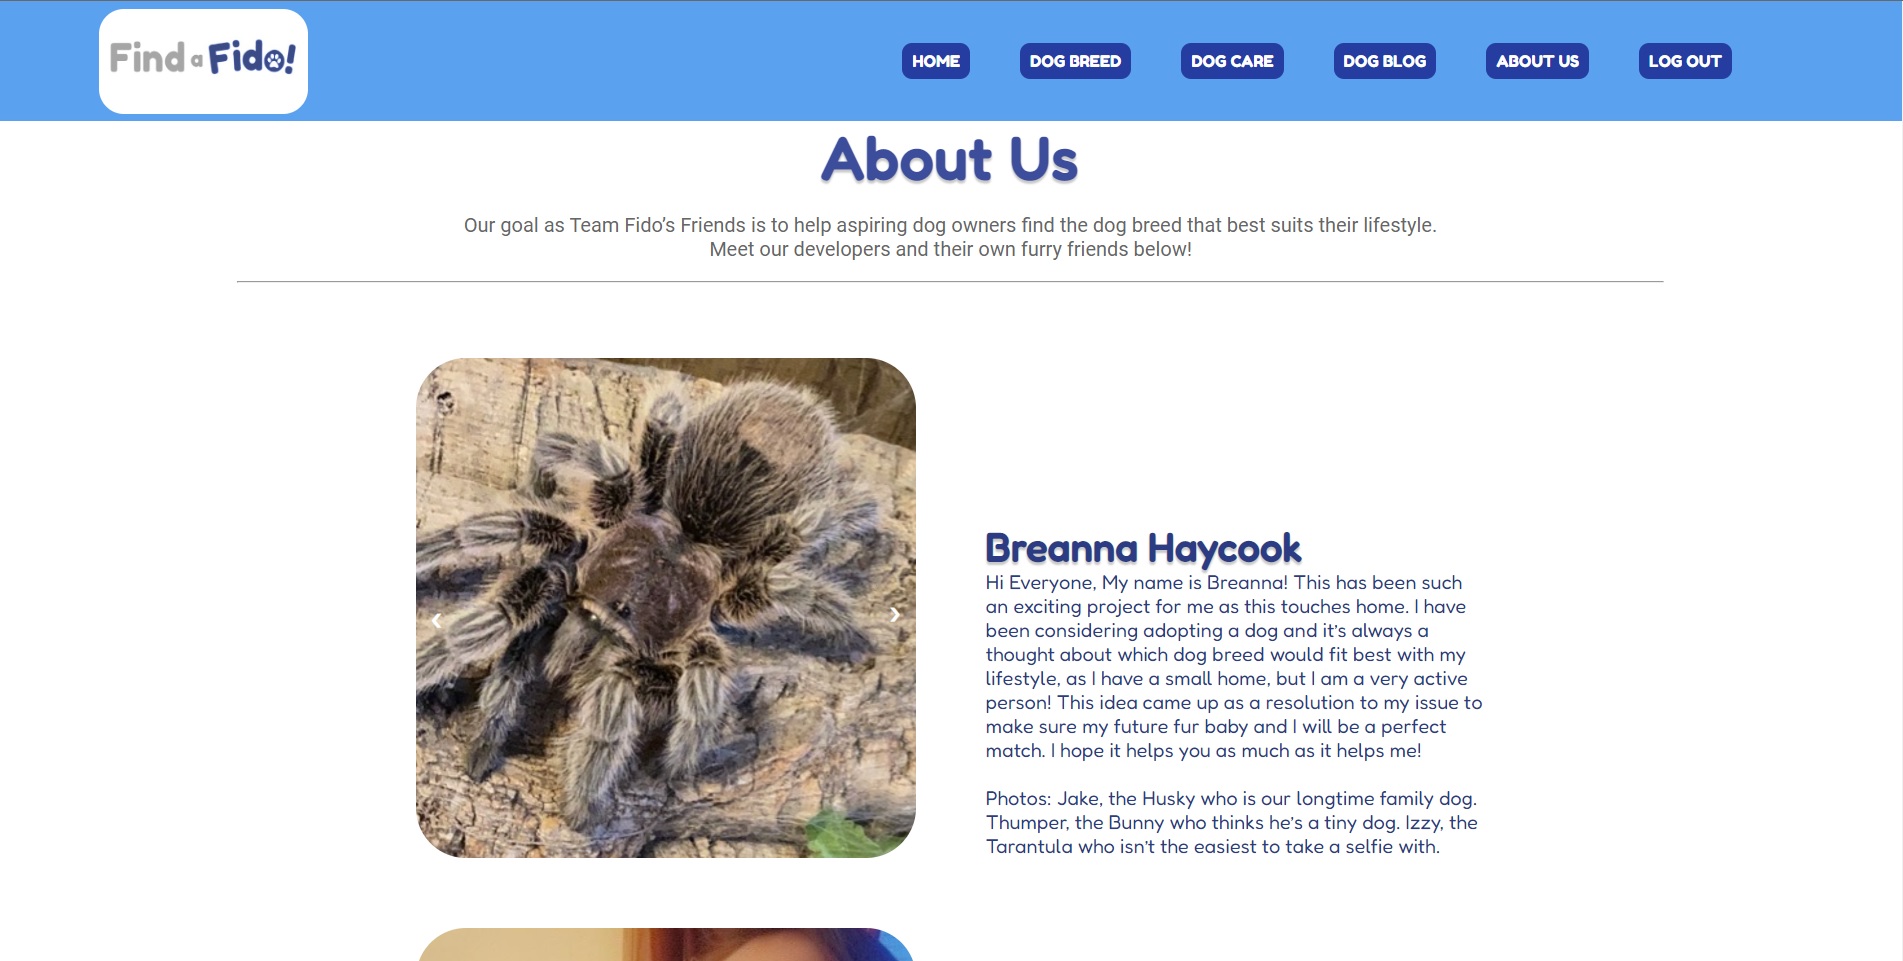 Find a Fido!
HOME DOG BREED DOG CARE DOG BLOG ABOUT US LOG OUT
About Us
Our goal as Team Fido’s Friends is to help aspiring dog owners find the dog breed that best suits their lifestyle.
Meet our developers and their own furry friends below!
Breanna Haycook
Hi Everyone, My name is Breanna! This has been such
an exciting project for me as this touches home. I have
been considering adopting a dog and it’s always a
thought about which dog breed would fit best with my
lifestyle, as I have a small home, but I am a very active
person! This idea came up as a resolution to my issue to
make sure my future fur baby and I will be a perfect
match. I hope it helps you as much as it helps me!
Photos: Jake, the Husky who is our longtime family dog.
Thumper, the Bunny who thinks he’s a tiny dog. Izzy, the
Tarantula who isn’t the easiest to take a selfie with.